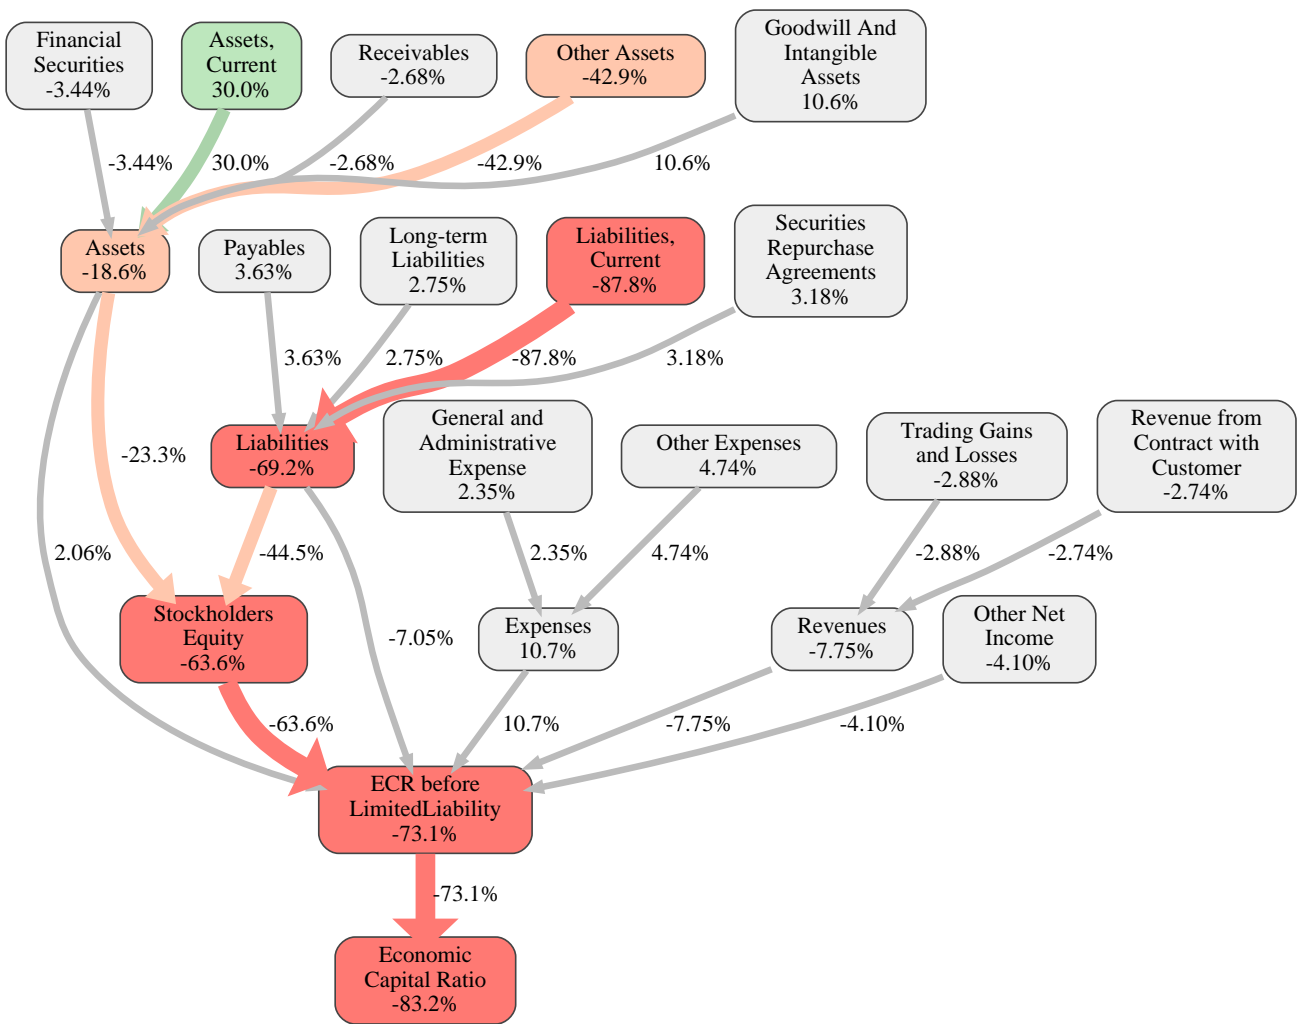 Financial
Securities
-3.44%
Assets,
Current
30.0%
Receivables
-2.68%
Other Assets
-42.9%
Goodwill And
Intangible
Assets
10.6%
-3.44%
30.0%
-2.68%
-42.9%
10.6%
Assets
-18.6%
Payables
3.63%
Long-term
Liabilities
2.75%
Liabilities,
Current
-87.8%
Securities
Repurchase
Agreements
3.18%
3.63%
2.75%
-87.8%
3.18%
Liabilities
-69.2%
General and
Administrative
Expense
2.35%
Other Expenses
4.74%
Trading Gains
and Losses
-2.88%
Revenue from
Contract with
Customer
-2.74%
-23.3%
2.06%
-44.5%
2.35%
4.74%
-2.88%
-2.74%
Stockholders
Equity
-63.6%
-7.05%
Expenses
10.7%
Revenues
-7.75%
Other Net
Income
-4.10%
-63.6%
10.7%
-7.75%
-4.10%
ECR before
LimitedLiability
-73.1%
-73.1%
Economic
Capital Ratio
-83.2%